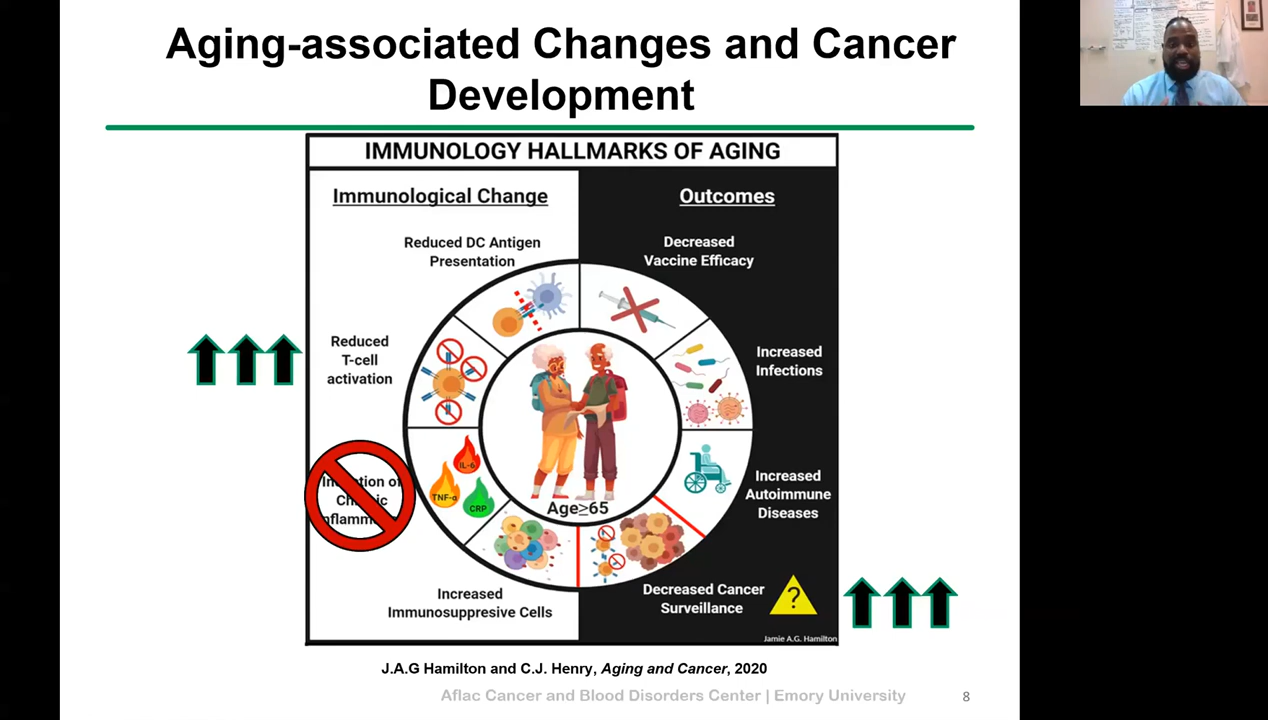 Aging-associated Changes and Cancer
Development
IMMUNOLOGY HALLMARKS OF AGING
Immunological Change
Outcomes
Reduced DC Antigen
Presentation
Decreased
Vaccine Efficacy
Reduced
T-cell
activation
Increased
Infections
IL-6
TNF-α
CRP
of
Increased
Autoimmune
Diseases
Age≥65
Increased
Immunosuppresive Cells
Decreased Cancer
Surveillance
?
Jamie A.G. Hamilton
J.A.G Hamilton and C.J. Henry, Aging and Cancer, 2020
Aflac Cancer and Blood Disorders Center | Emory University
8